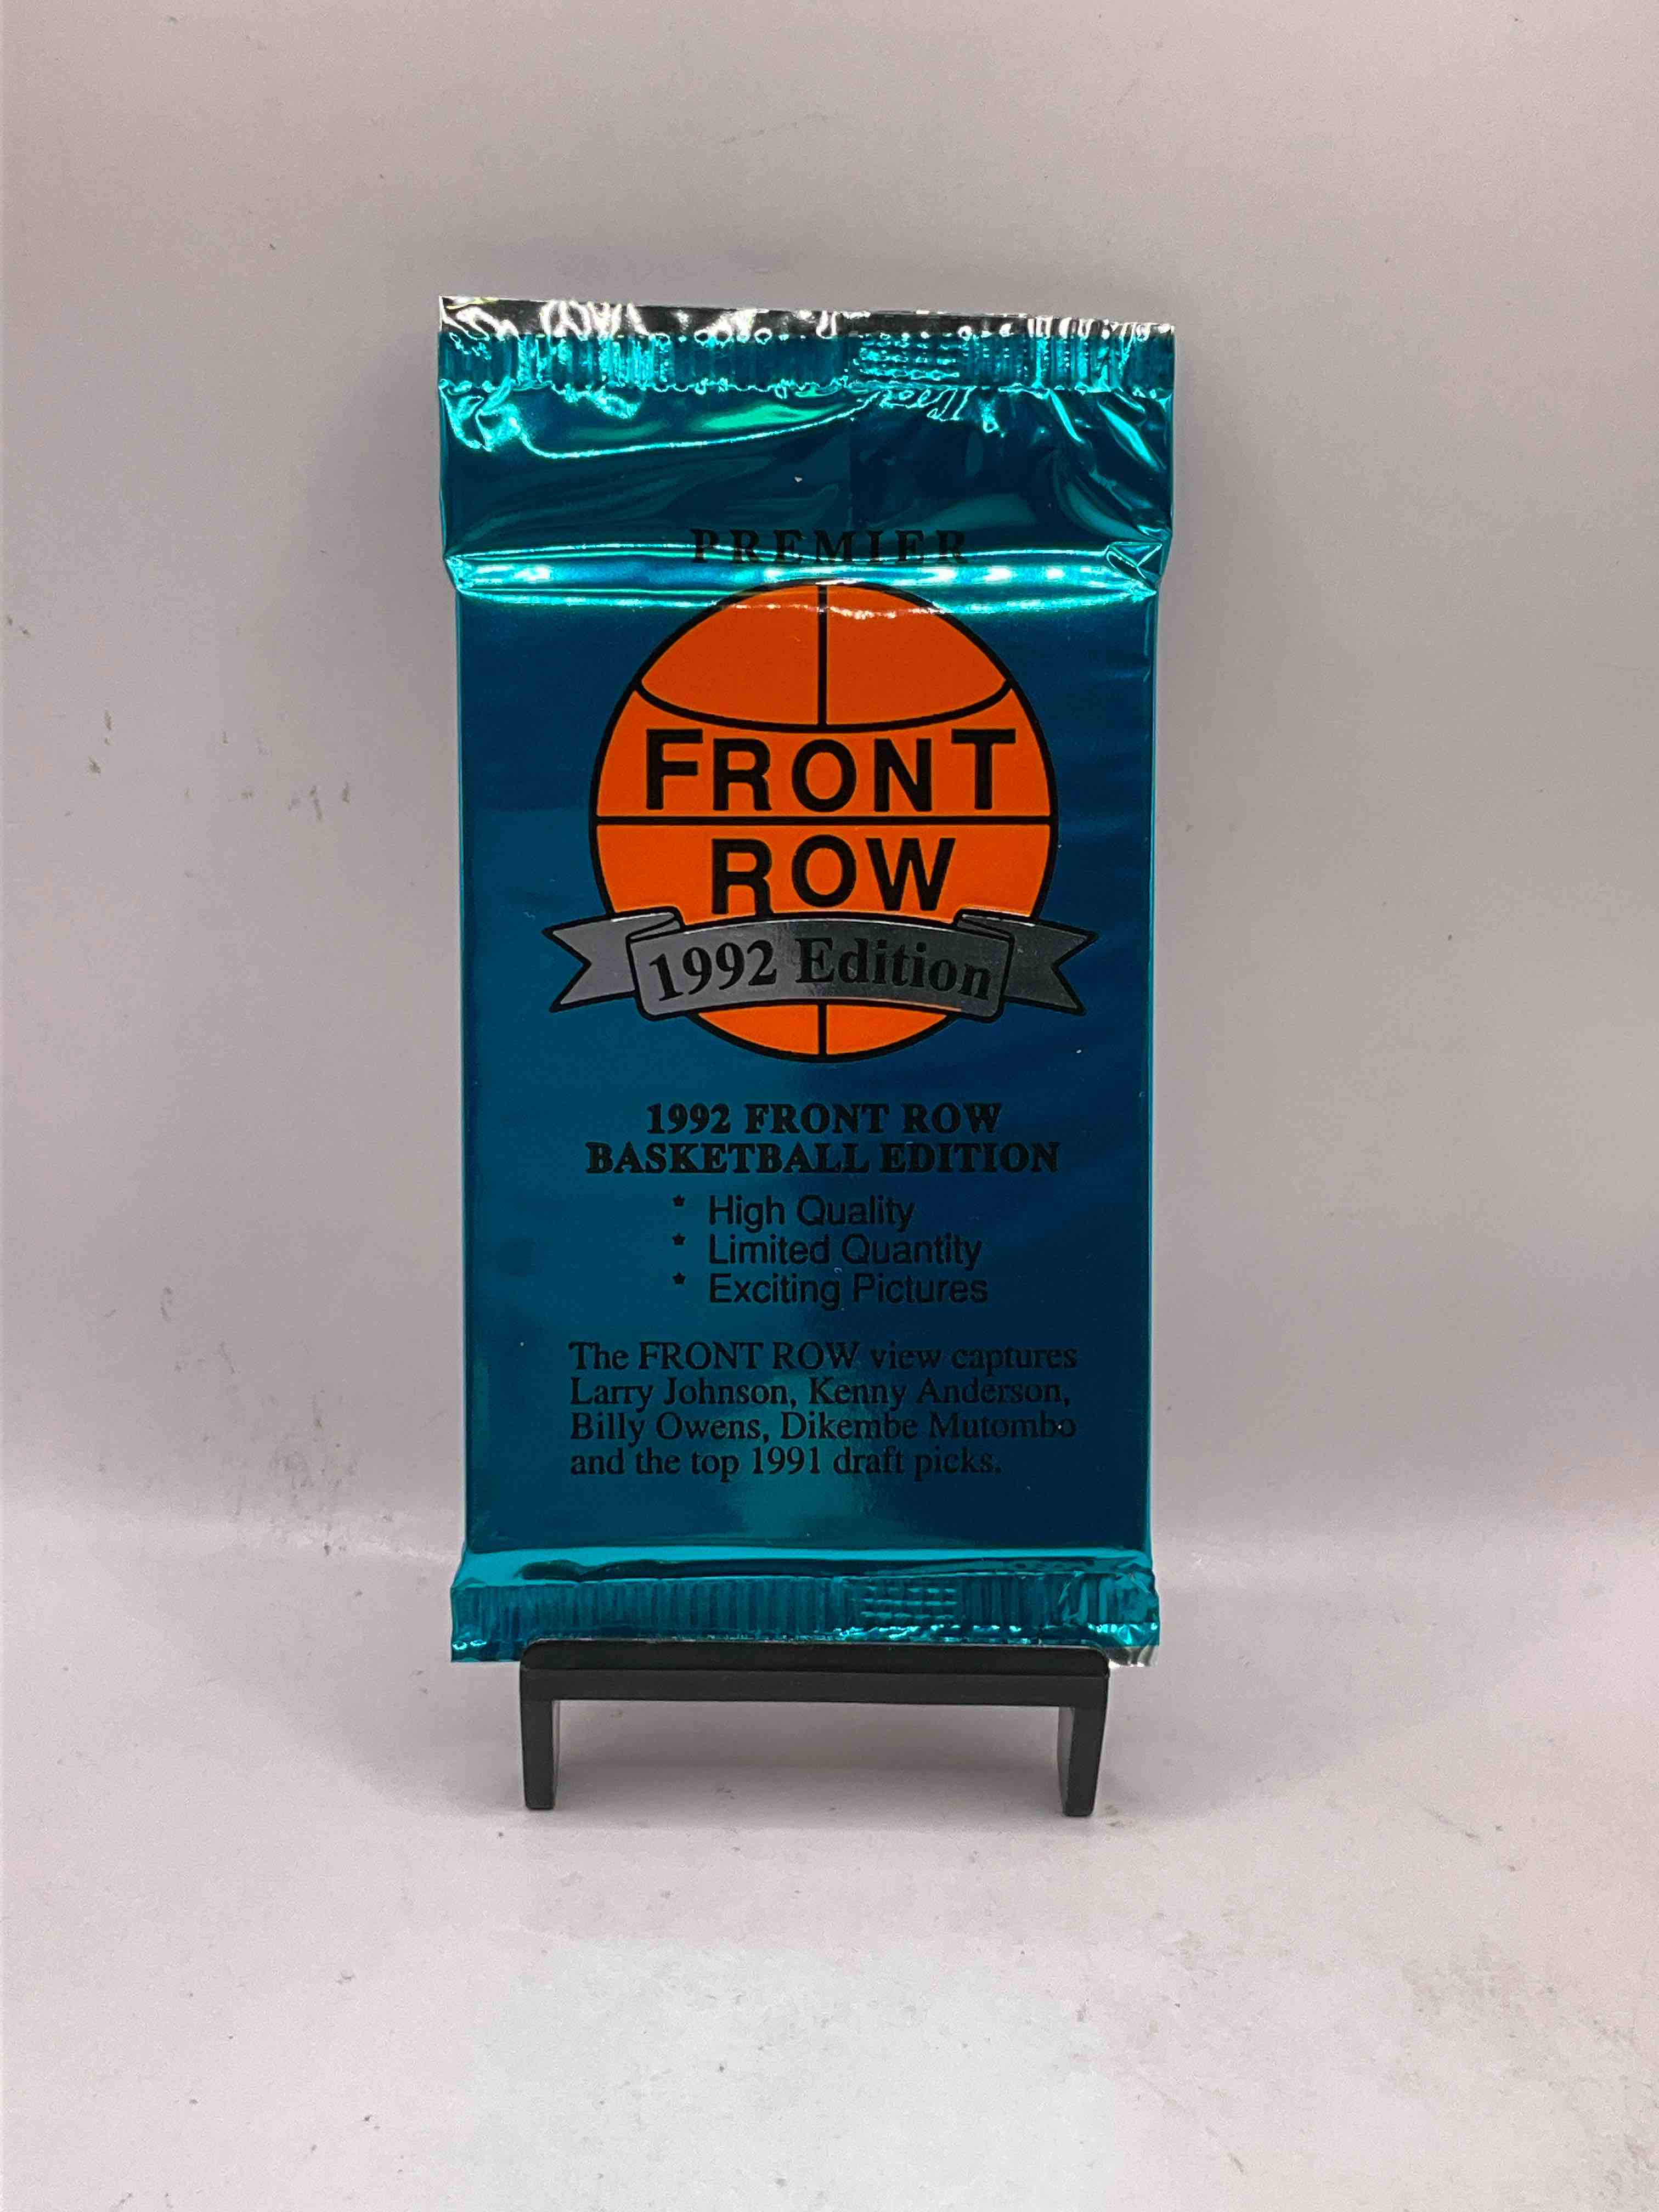 PREMIER
FRONT
ROW
1992 Edition
1992 FRONT ROW
BASKETBALL EDITION
* High Quality
* Limited Quantity
* Exciting Pictures
The FRONT ROW view captures
Larry Johnson, Kenny Anderson,
Billy Owens, Dikembe Mutombo
and the top 1991 draft picks.